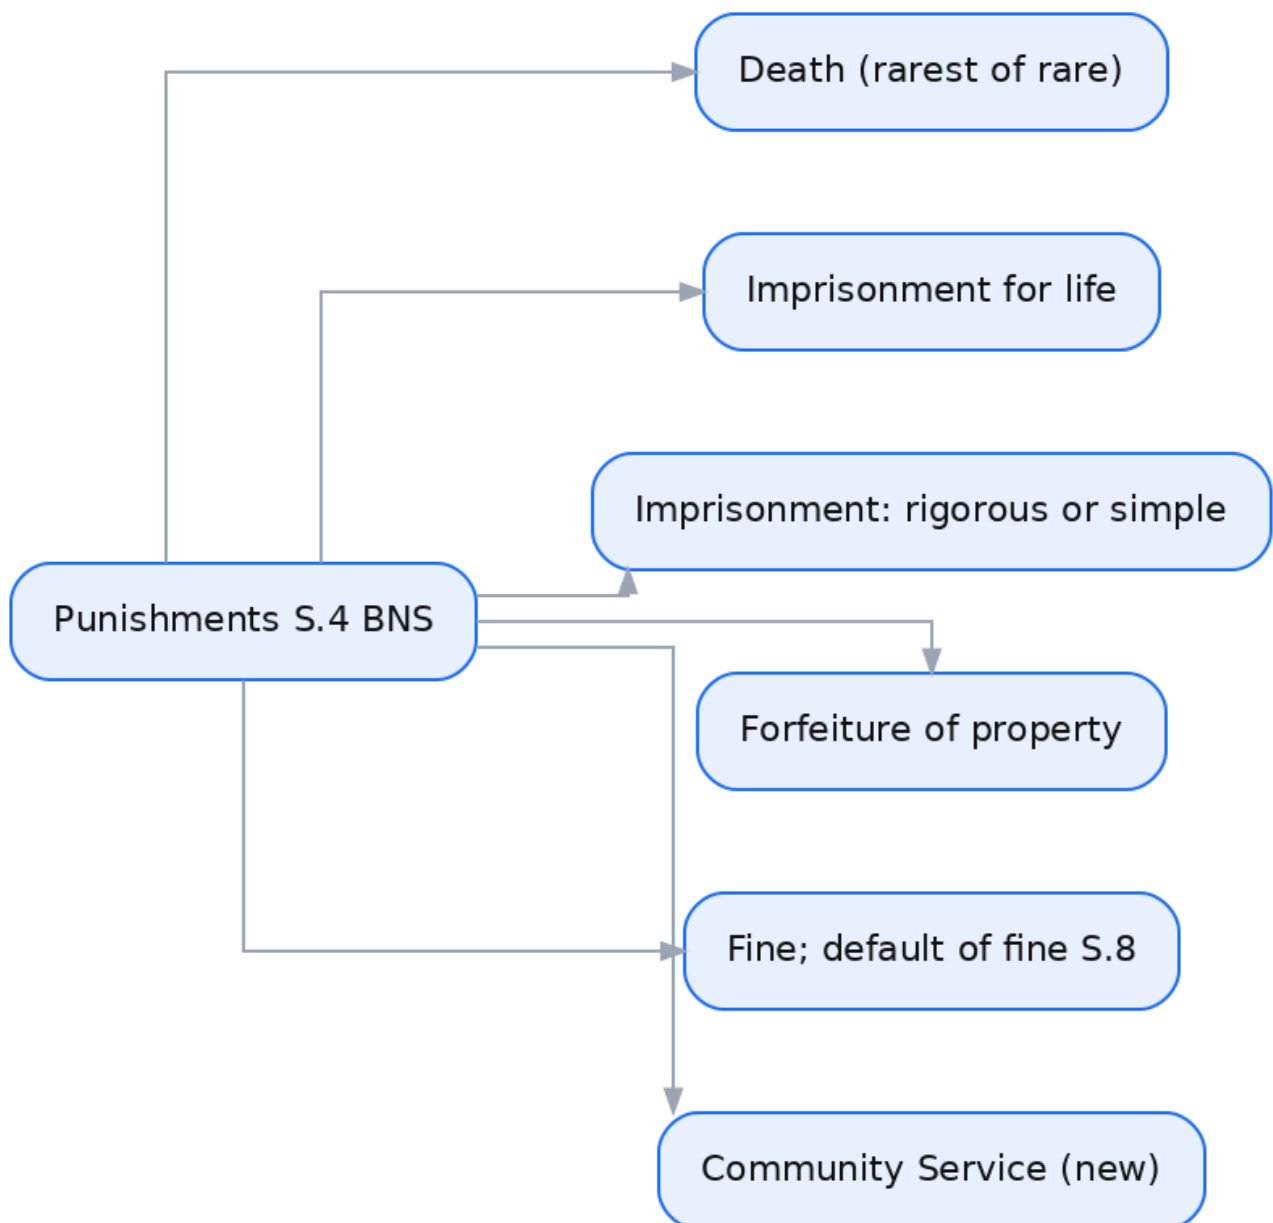 Death (rarest of rare)
Imprisonment for life
Imprisonment: rigorous or simple
Punishments S.4 BNS
Forfeiture of property
Fine; default of fine S.8
Community Service (new)